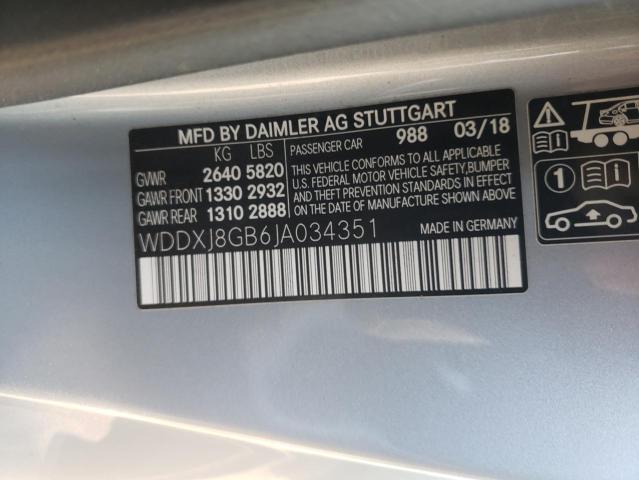 MFD BY DAIMLER AG STUTTGART
KG LBS
GVWR 2640 5820
GAWR FRONT 1330 2932
GAWR REAR 1310 2888
PASSENGER CAR 988 03/18
THIS VEHICLE CONFORMS TO ALL APPLICABLE
U.S. FEDERAL MOTOR VEHICLE SAFETY,BUMPER
AND THEFT PREVENTION STANDARDS IN EFFECT
ON THE DATE OF MANUFACTURE SHOWN ABOVE.
WDDXJ8GB6JA034351
MADE IN GERMANY
1